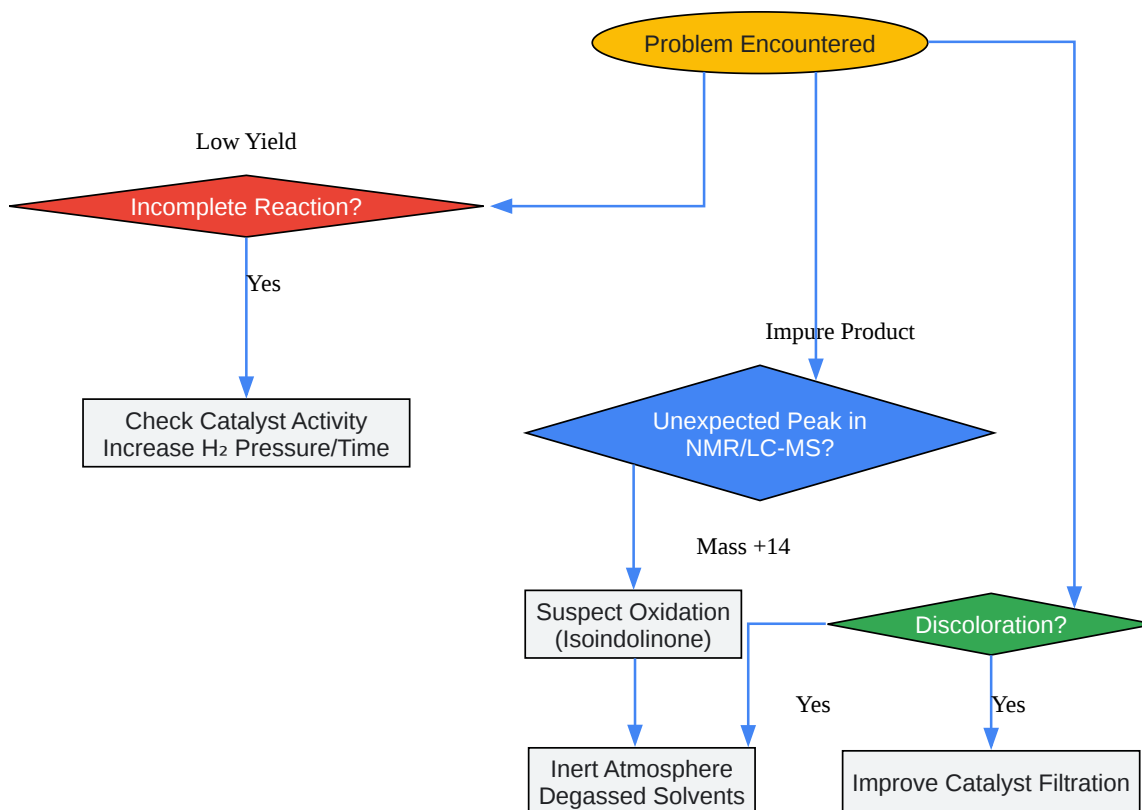 Problem Encountered
Low Yield
Incomplete Reaction?
Yes
Impure Product
Check Catalyst Activity
Increase H₂ Pressure/Time
Unexpected Peak in
NMR/LC-MS?
Mass +14
Suspect Oxidation
(Isoindolinone)
Discoloration?
Yes
Yes
Inert Atmosphere
Degassed Solvents
Improve Catalyst Filtration